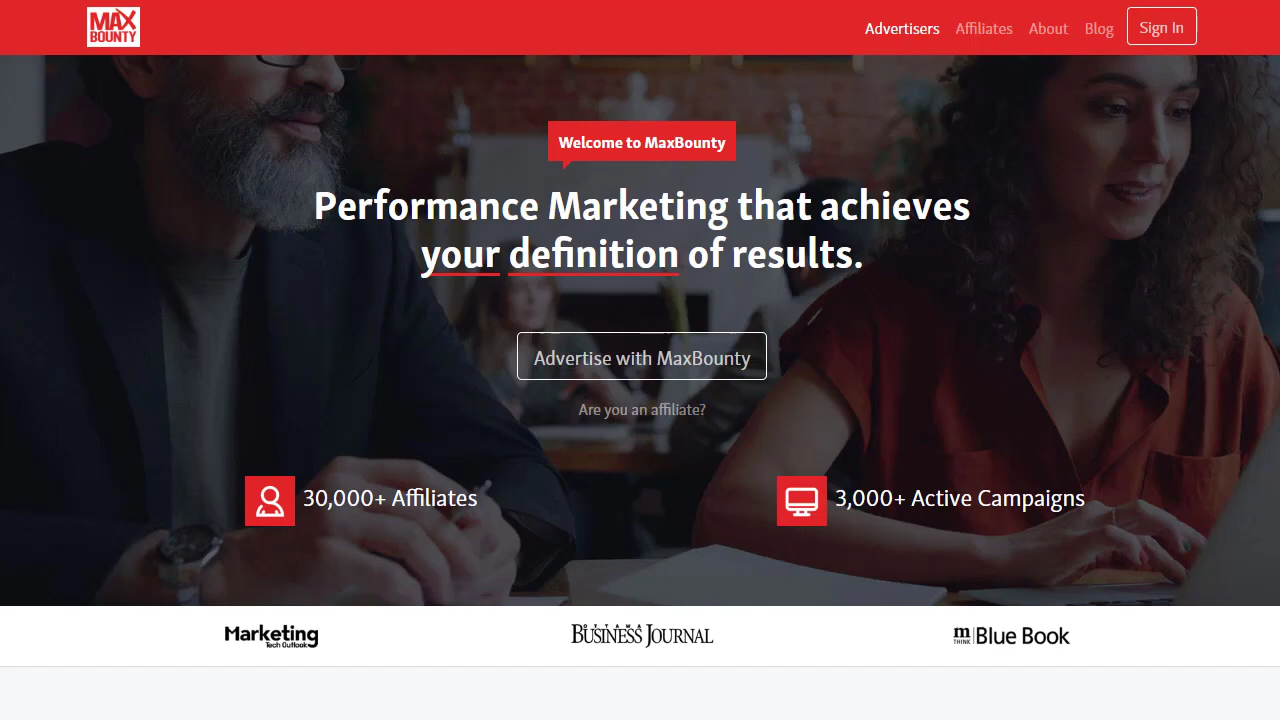 MAX
BOUNTY
Advertisers
Affiliates
About
Blog
Sign In
Welcome to MaxBounty
Performance Marketing that achieves
your definition of results.
Advertise with MaxBounty
Are you an affiliate?
30,000+ Affiliates
3,000+ Active Campaigns
Marketing
Tech Outlook
OTTAWA
BUSINESS JOURNAL
m
THINK
Blue Book